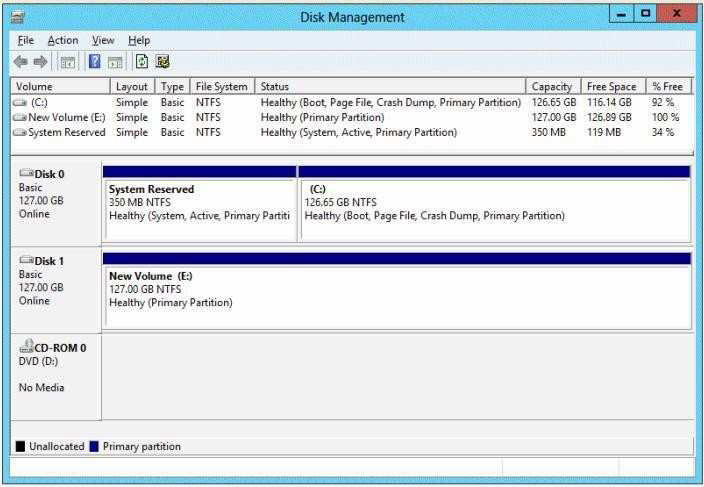 Disk Management
File Action View Help
Volume Layout Type File System Status Capacity Free Space % Free
(C:) Simple Basic NTFS Healthy (Boot, Page File, Crash Dump, Primary Partition) 126.65 GB 116.14 GB 92 %
New Volume (E:) Simple Basic NTFS Healthy (Primary Partition) 127.00 GB 126.89 GB 100 %
System Reserved Simple Basic NTFS Healthy (System, Active, Primary Partition) 350 MB 119 MB 34 %
Disk 0
Basic
127.00 GB
Online
System Reserved
350 MB NTFS
Healthy (System, Active, Primary Partiti
(C:)
126.65 GB NTFS
Healthy (Boot, Page File, Crash Dump, Primary Partition)
Disk 1
Basic
127.00 GB
Online
New Volume (E:)
127.00 GB NTFS
Healthy (Primary Partition)
CD-ROM 0
DVD (D:)
No Media
Unallocated Primary partition